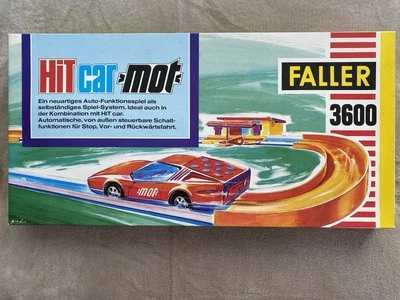 HiT car-mot
Ein neuartiges Auto-Funktionsspiel als
selbständiges Spiel-System. Ideal auch in
der Kombination mit HIT car.
Automatische, von außen steuerbare Schalt-
funktionen für Stop, Vor- und Rückwärtsfahrt.
FALLER
3600
mot